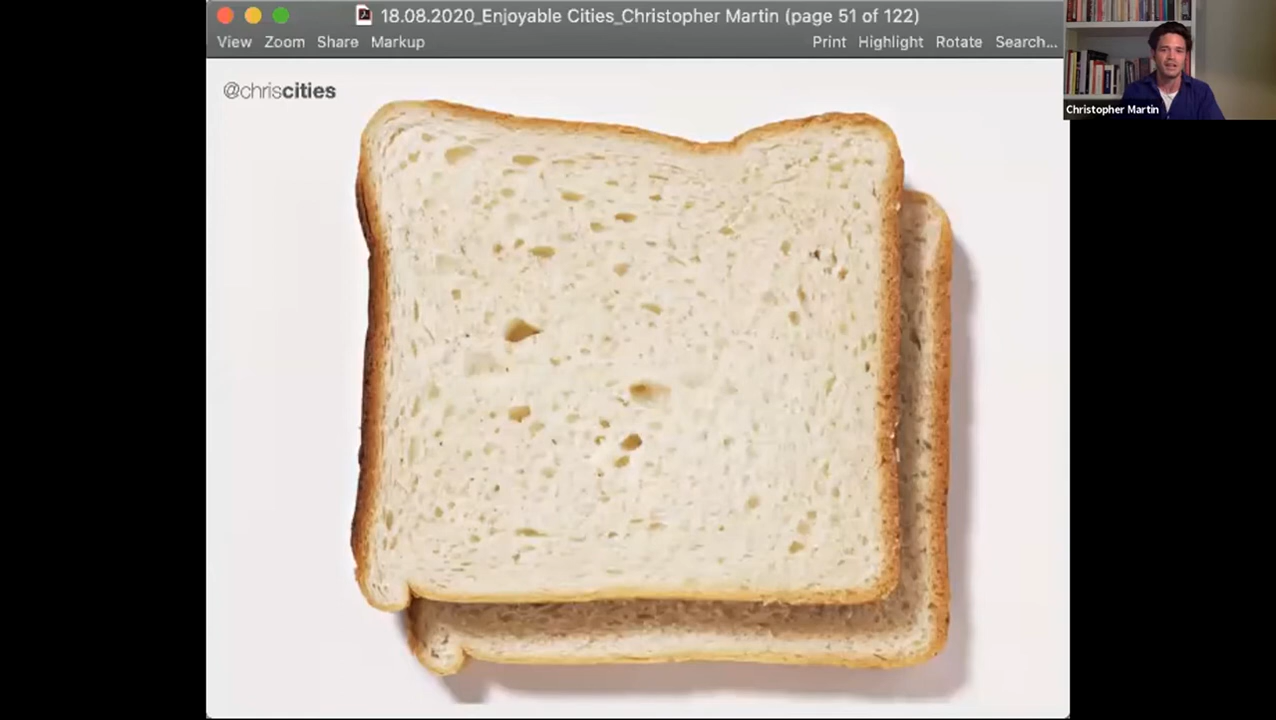 18.08.2020_Enjoyable Cities_Christopher Martin (page 51 of 122)
View Zoom Share Markup Print Highlight Rotate Search...
@chriscities
Christopher Martin